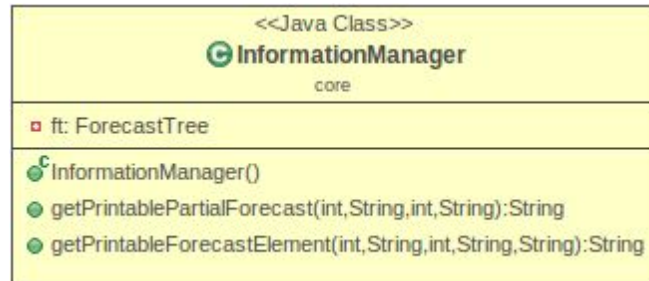 <<Java Class>>
InformationManager
core
ft: ForecastTree
InformationManager()
getPrintablePartialForecast(int,String,int,String):String
getPrintableForecastElement(int,String,int,String,String):String